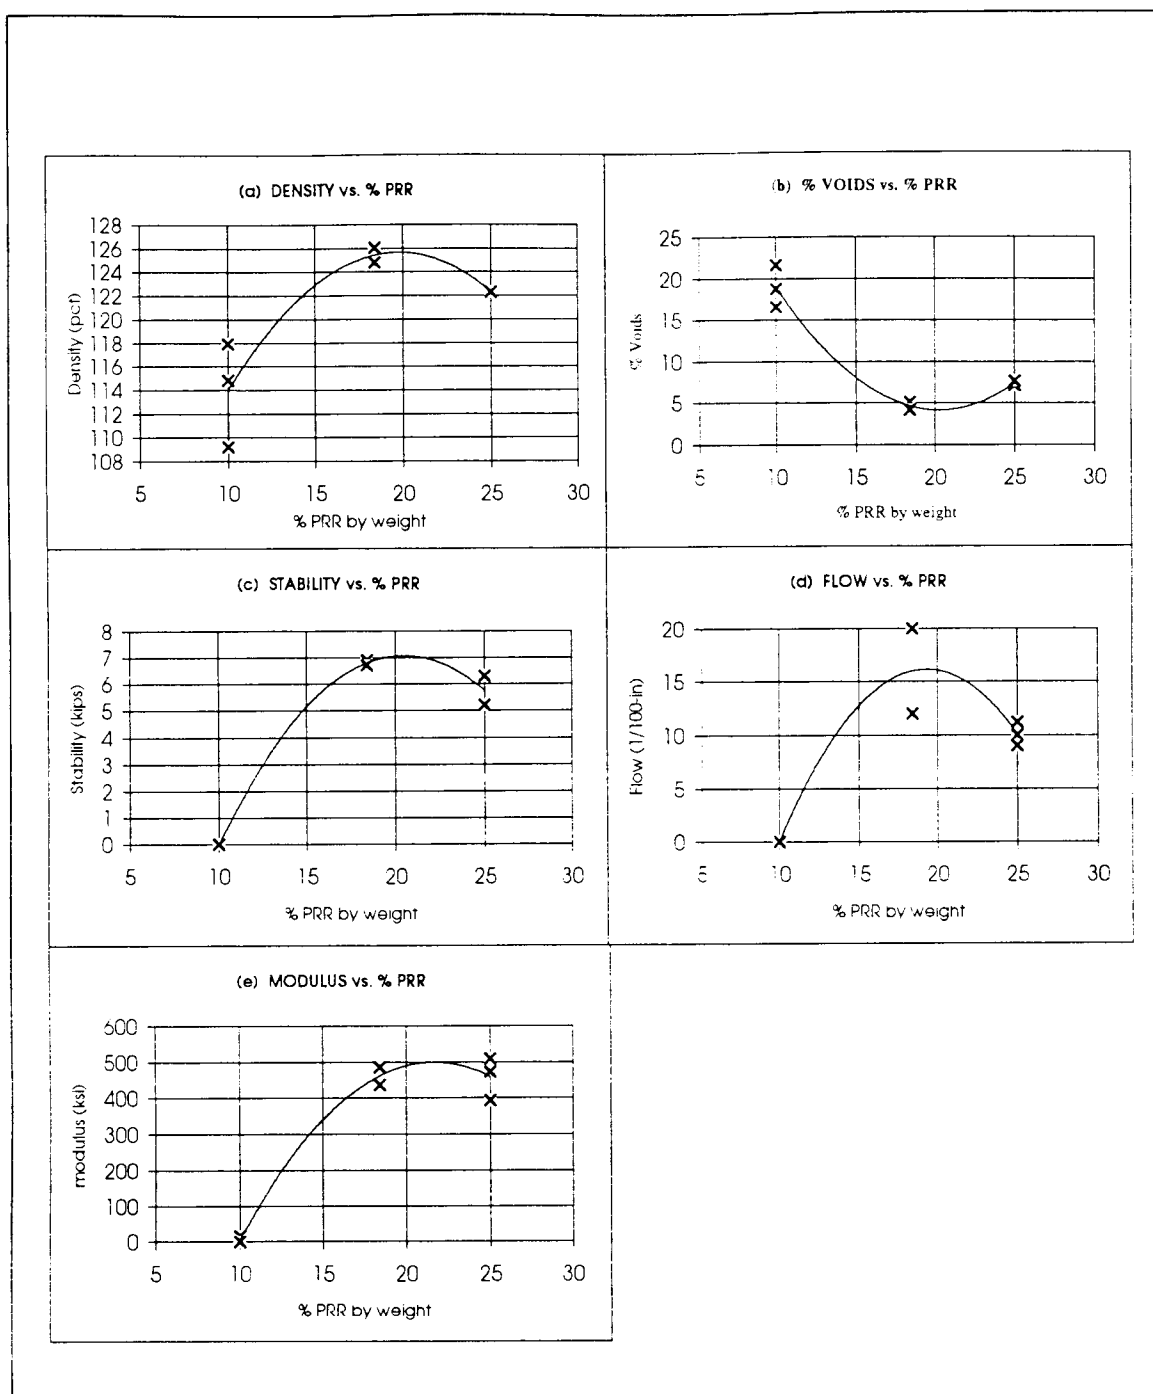 (a) DENSITY vs. % PRR
128
126
124
122
120
118
116
114
112
110
108
Density (pcf)
5 10 15 20 25 30
% PRR by weight
(b) % VOIDS vs. % PRR
25
20
15
10
5
0
% Voids
5 10 15 20 25 30
% PRR by weight
(c) STABILITY vs. % PRR
8
7
6
5
4
3
2
1
0
Stability (kips)
5 10 15 20 25 30
% PRR by weight
(d) FLOW vs. % PRR
20
15
10
5
0
Flow (1/100-in)
5 10 15 20 25 30
% PRR by weight
(e) MODULUS vs. % PRR
600
500
400
300
200
100
0
modulus (ksi)
5 10 15 20 25 30
% PRR by weight